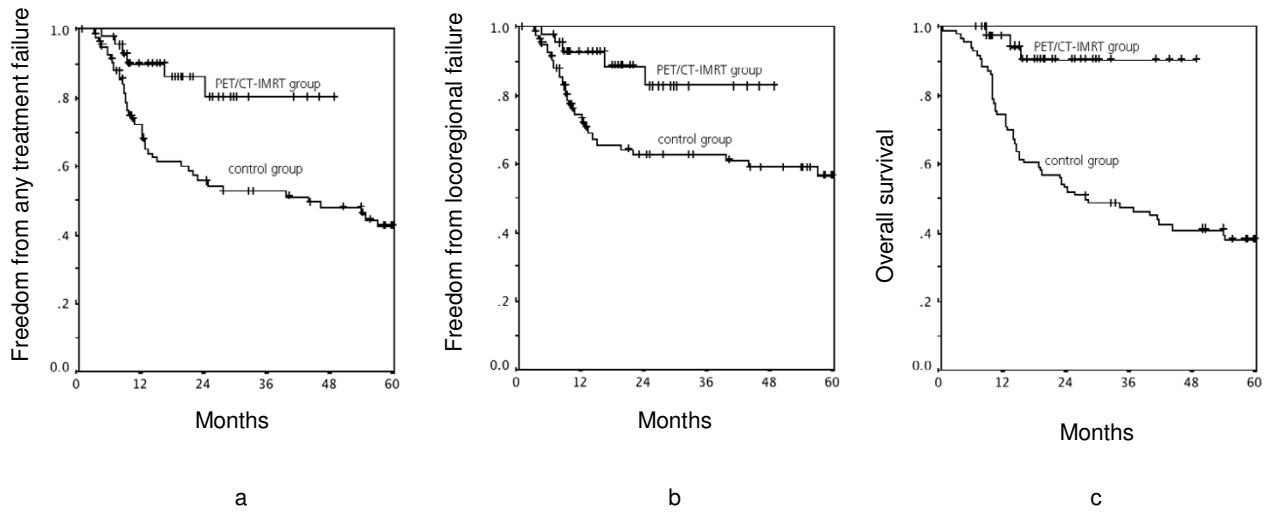 Freedom from any treatment failure
1.0
.8
.6
.4
.2
0.0
PET/CT-IMRT group
control group
0 12 24 36 48 60
Months
a
Freedom from locoregional failure
1.0
.8
.6
.4
.2
0.0
PET/CT-IMRT group
control group
0 12 24 36 48 60
Months
b
Overall survival
1.0
.8
.6
.4
.2
0.0
PET/CT-IMRT group
control group
0 12 24 36 48 60
Months
c